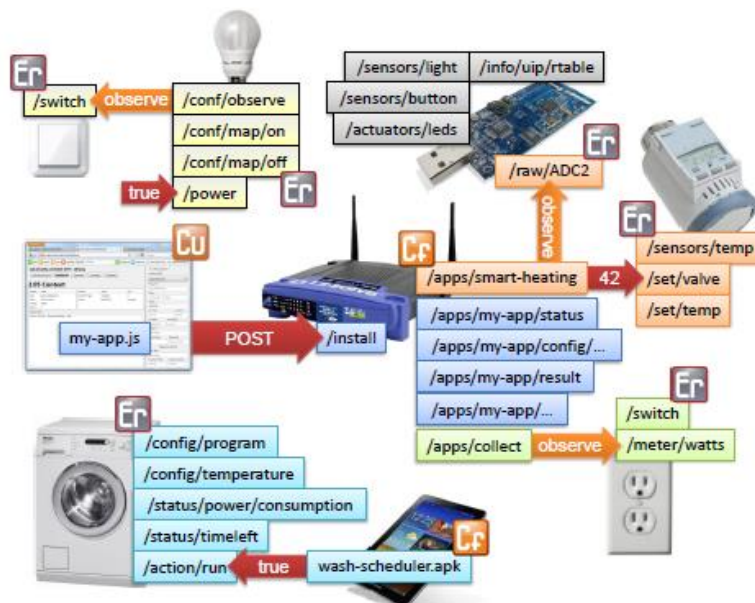 Er
/switch
observe
/conf/observe
/conf/map/on
/conf/map/off
true
/power
Er
/sensors/light
/info/uip/rtable
/sensors/button
/actuators/leds
Er
/raw/ADC2
observe
Er
/sensors/temp
/set/valve
/set/temp
Cu
my-app.js
POST
/install
Cf
/apps/smart-heating
42
/apps/my-app/status
/apps/my-app/config/...
/apps/my-app/result
/apps/my-app/...
/apps/collect
observe
Er
/switch
/meter/watts
Er
/config/program
/config/temperature
/status/power/consumption
/status/timeleft
/action/run
true
wash-scheduler.apk
Cf